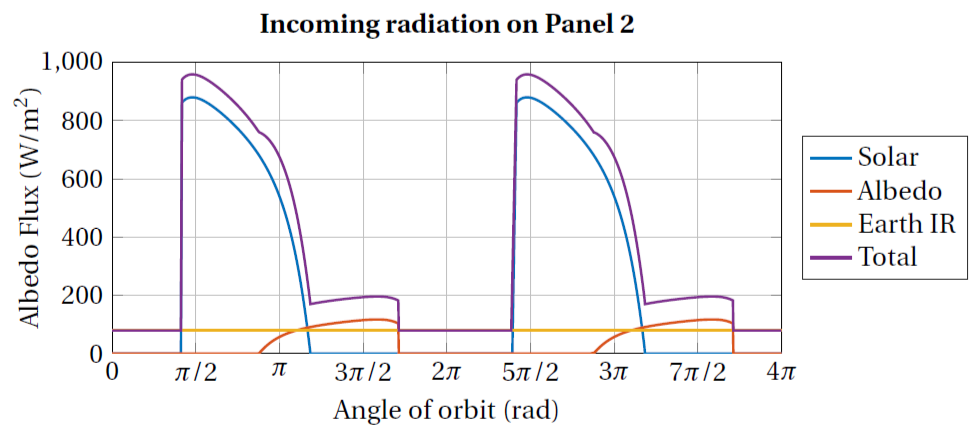 Incoming radiation on Panel 2
Albedo Flux (W/m²)
1,000
800
600
400
200
0
0 π/2 π 3π/2 2π 5π/2 3π 7π/2 4π
Angle of orbit (rad)
Solar
Albedo
Earth IR
Total